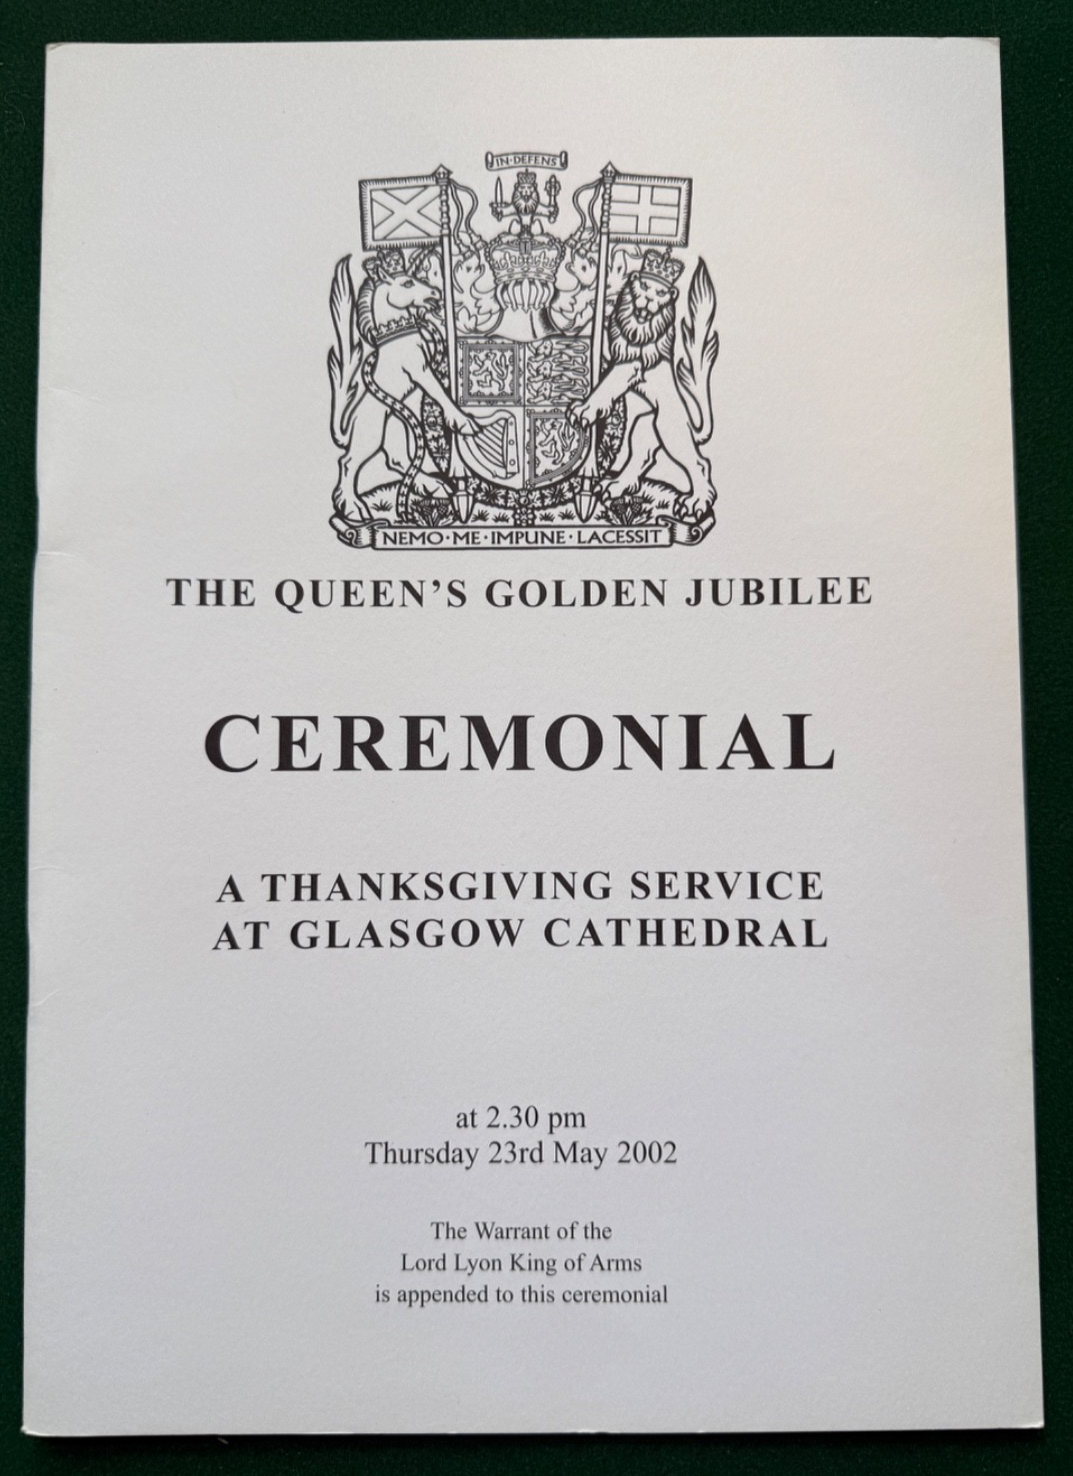 IN·DEFENS
NEMO·ME·IMPUNE·LACESSIT
THE QUEEN’S GOLDEN JUBILEE
CEREMONIAL
A THANKSGIVING SERVICE
AT GLASGOW CATHEDRAL
at 2.30 pm
Thursday 23rd May 2002
The Warrant of the
Lord Lyon King of Arms
is appended to this ceremonial